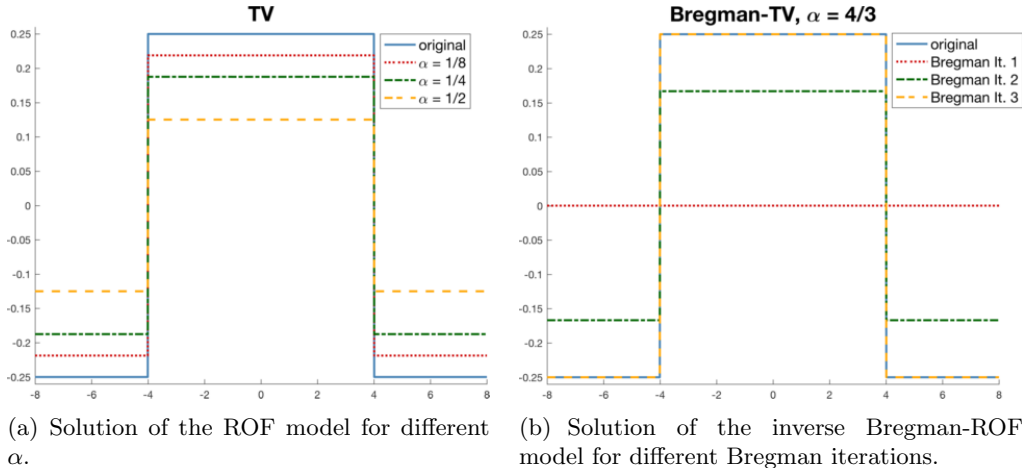 TV
0.25
0.2
0.15
0.1
0.05
0
-0.05
-0.1
-0.15
-0.2
-0.25
-8 -6 -4 -2 0 2 4 6 8
original
α = 1/8
α = 1/4
α = 1/2
(a) Solution of the ROF model for different
α.
Bregman-TV, α = 4/3
0.25
0.2
0.15
0.1
0.05
0
-0.05
-0.1
-0.15
-0.2
-0.25
-8 -6 -4 -2 0 2 4 6 8
original
Bregman It. 1
Bregman It. 2
Bregman It. 3
(b) Solution of the inverse Bregman-ROF
model for different Bregman iterations.